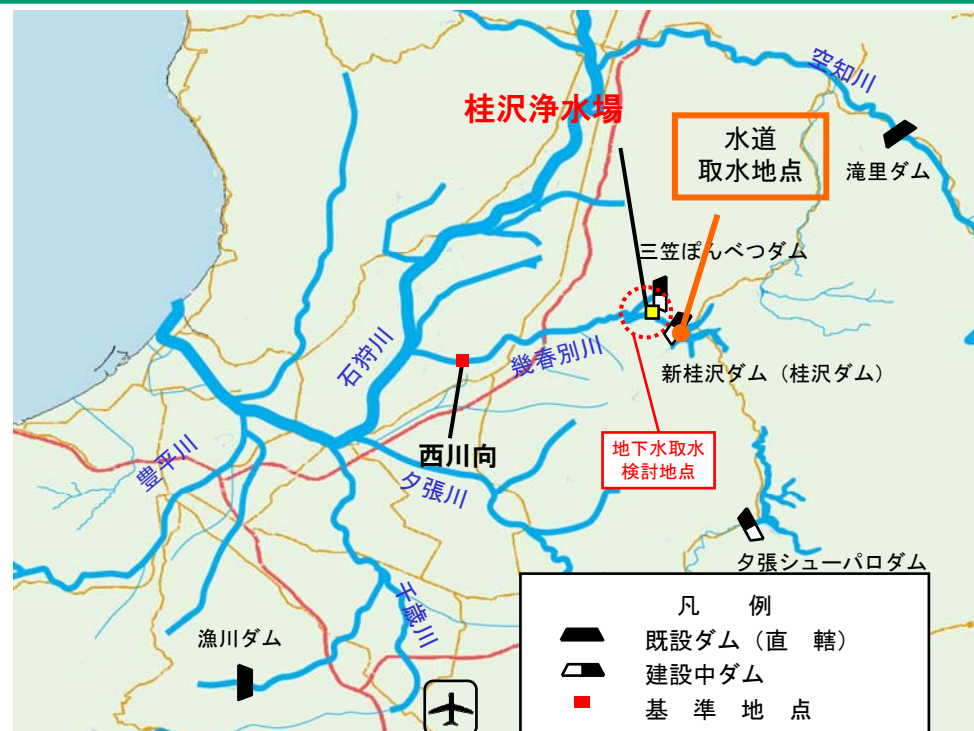 空知川
桂沢浄水場
水道
取水地点
滝里ダム
三笠ぽんべつダム
石狩川
幾春別川
新桂沢ダム（桂沢ダム）
地下水取水
検討地点
西川向
豊平川
夕張川
夕張シューパロダム
千歳川
漁川ダム
凡　例
既設ダム（直　轄）
建設中ダム
基　準　地　点